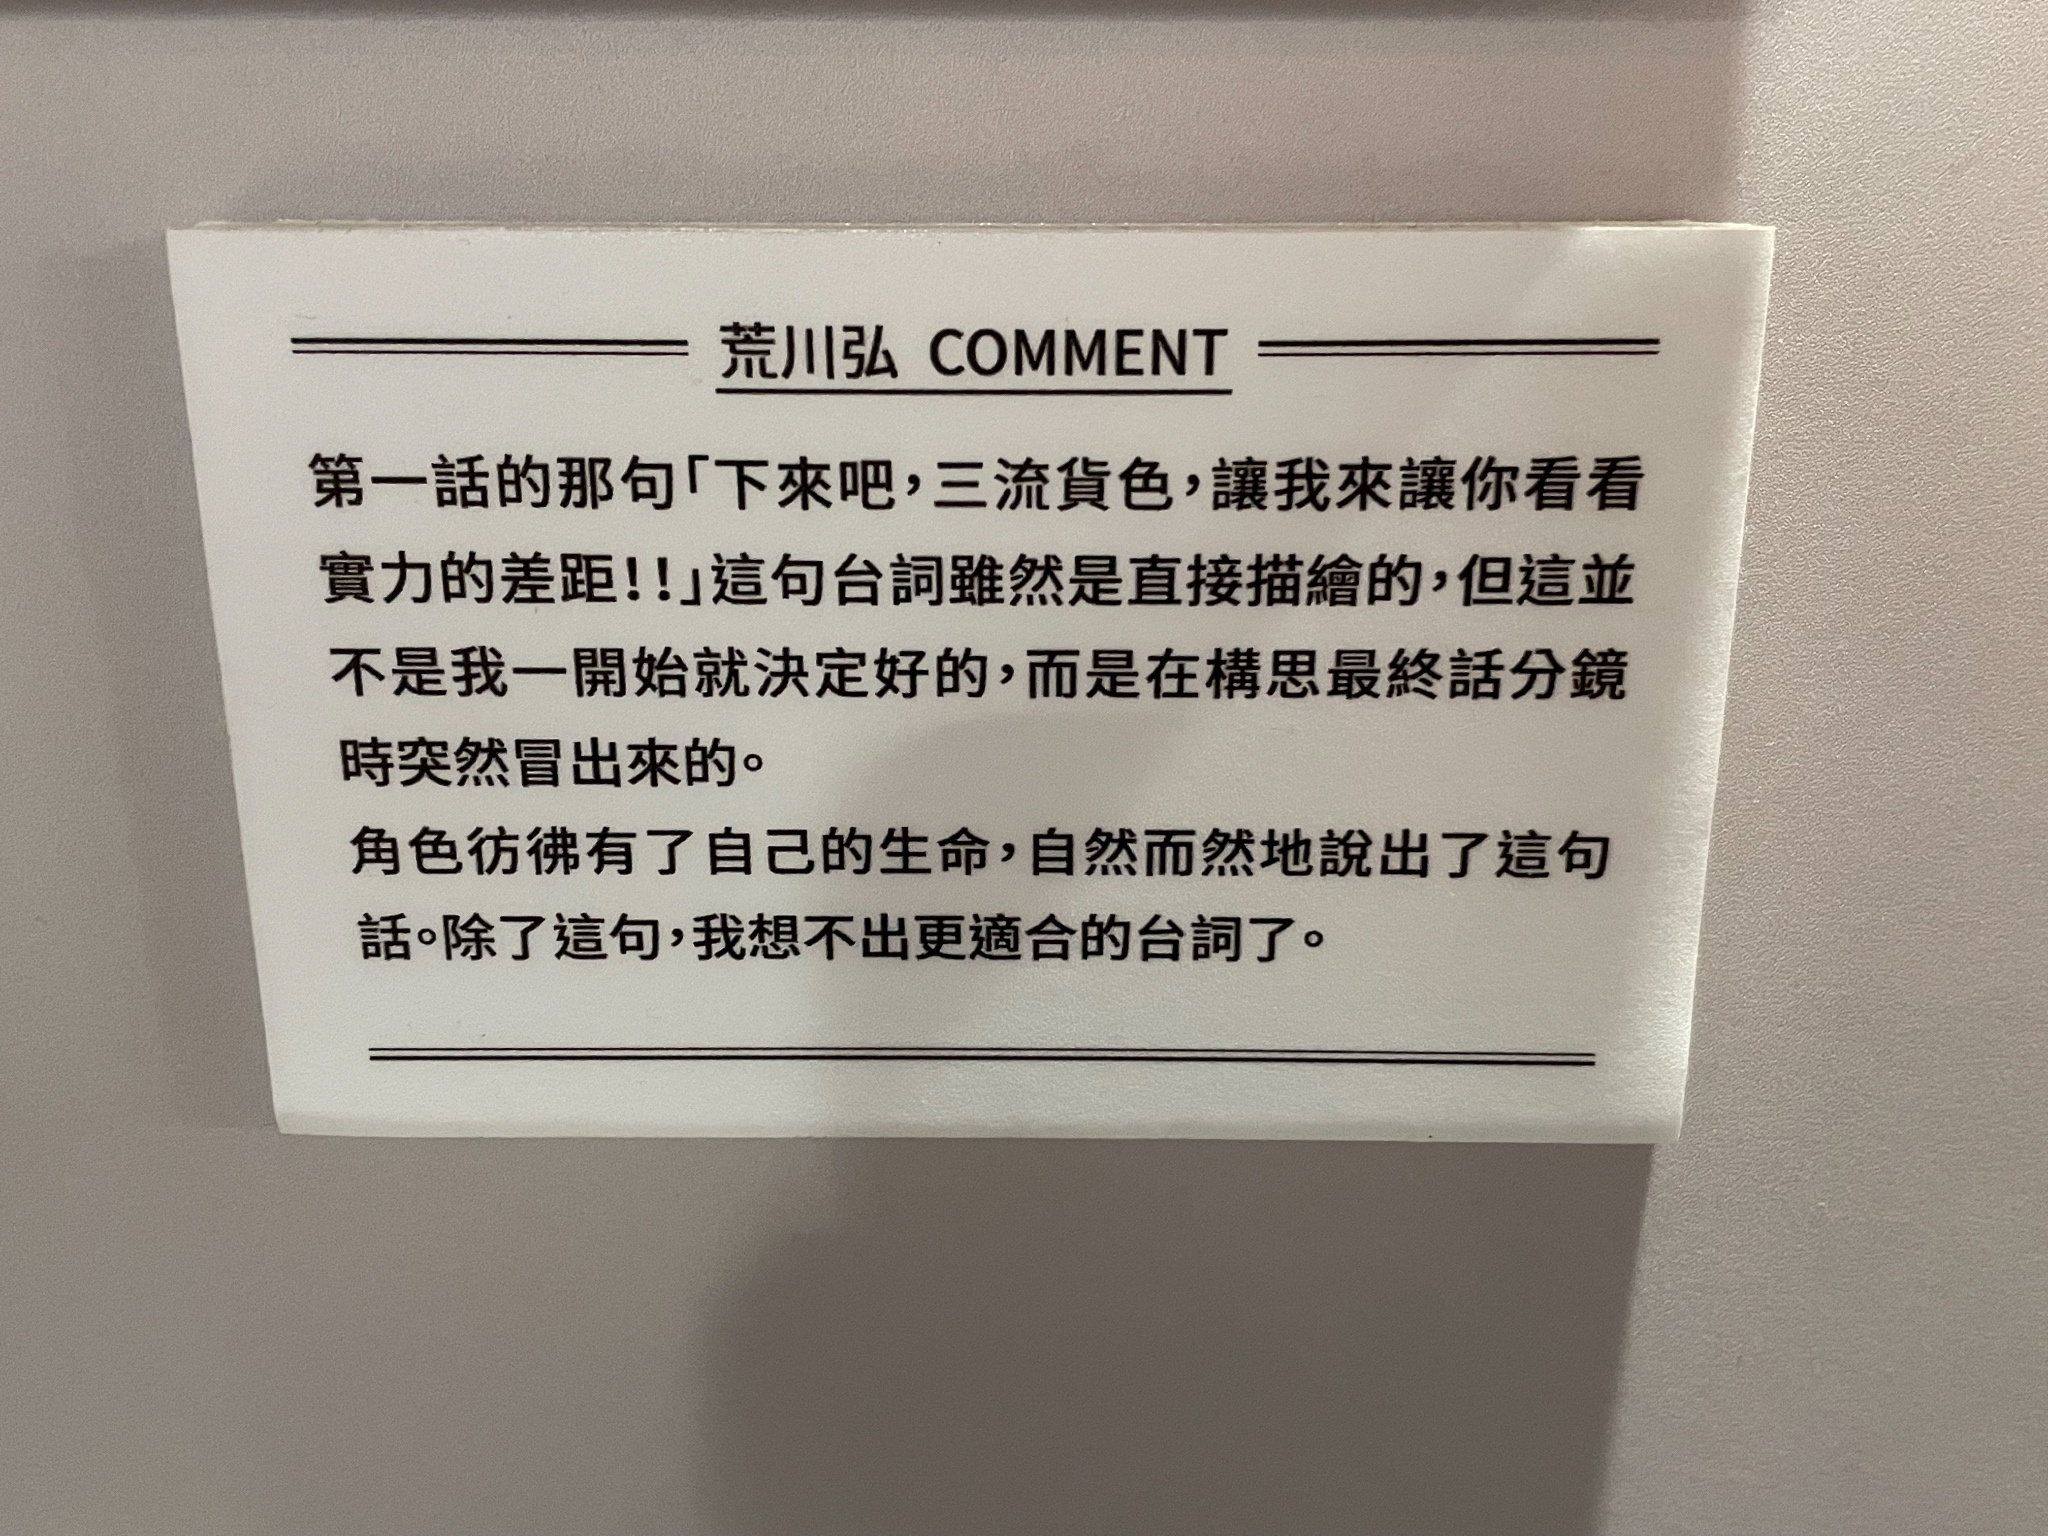 荒川弘 COMMENT
第一話的那句「下來吧，三流貨色，讓我來讓你看看
實力的差距!!」這句台詞雖然是直接描繪的，但這並
不是我一開始就決定好的，而是在構思最終話分鏡
時突然冒出來的。
角色彷彿有了自己的生命，自然而然地說出了這句
話。除了這句，我想不出更適合的台詞了。